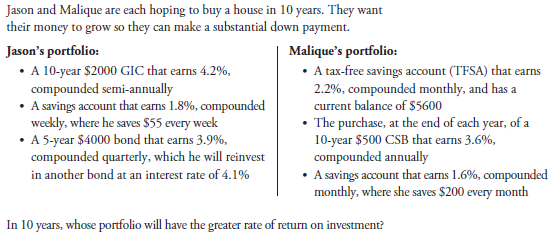 Jason and Malique are each hoping to buy a house in 10 years. They want
their money to grow so they can make a substantial down payment.
Jason's portfolio:
• A 10-year $2000 GIC that earns 4.2%,
compounded semi-annually
• A savings account that earns 1.8%, compounded
weekly, where he saves $55 every week
• A 5-year $4000 bond that earns 3.9%,
compounded quarterly, which he will reinvest
in another bond at an interest rate of 4.1%
Malique's portfolio:
• A tax-free savings account (TFSA) that earns
2.2%, compounded monthly, and has a
current balance of $5600
• The purchase, at the end of each year, of a
10-year $500 CSB that earns 3.6%,
compounded annually
• A savings account that earns 1.6%, compounded
monthly, where she saves $200 every month
In 10 years, whose portfolio will have the greater rate of return on investment?